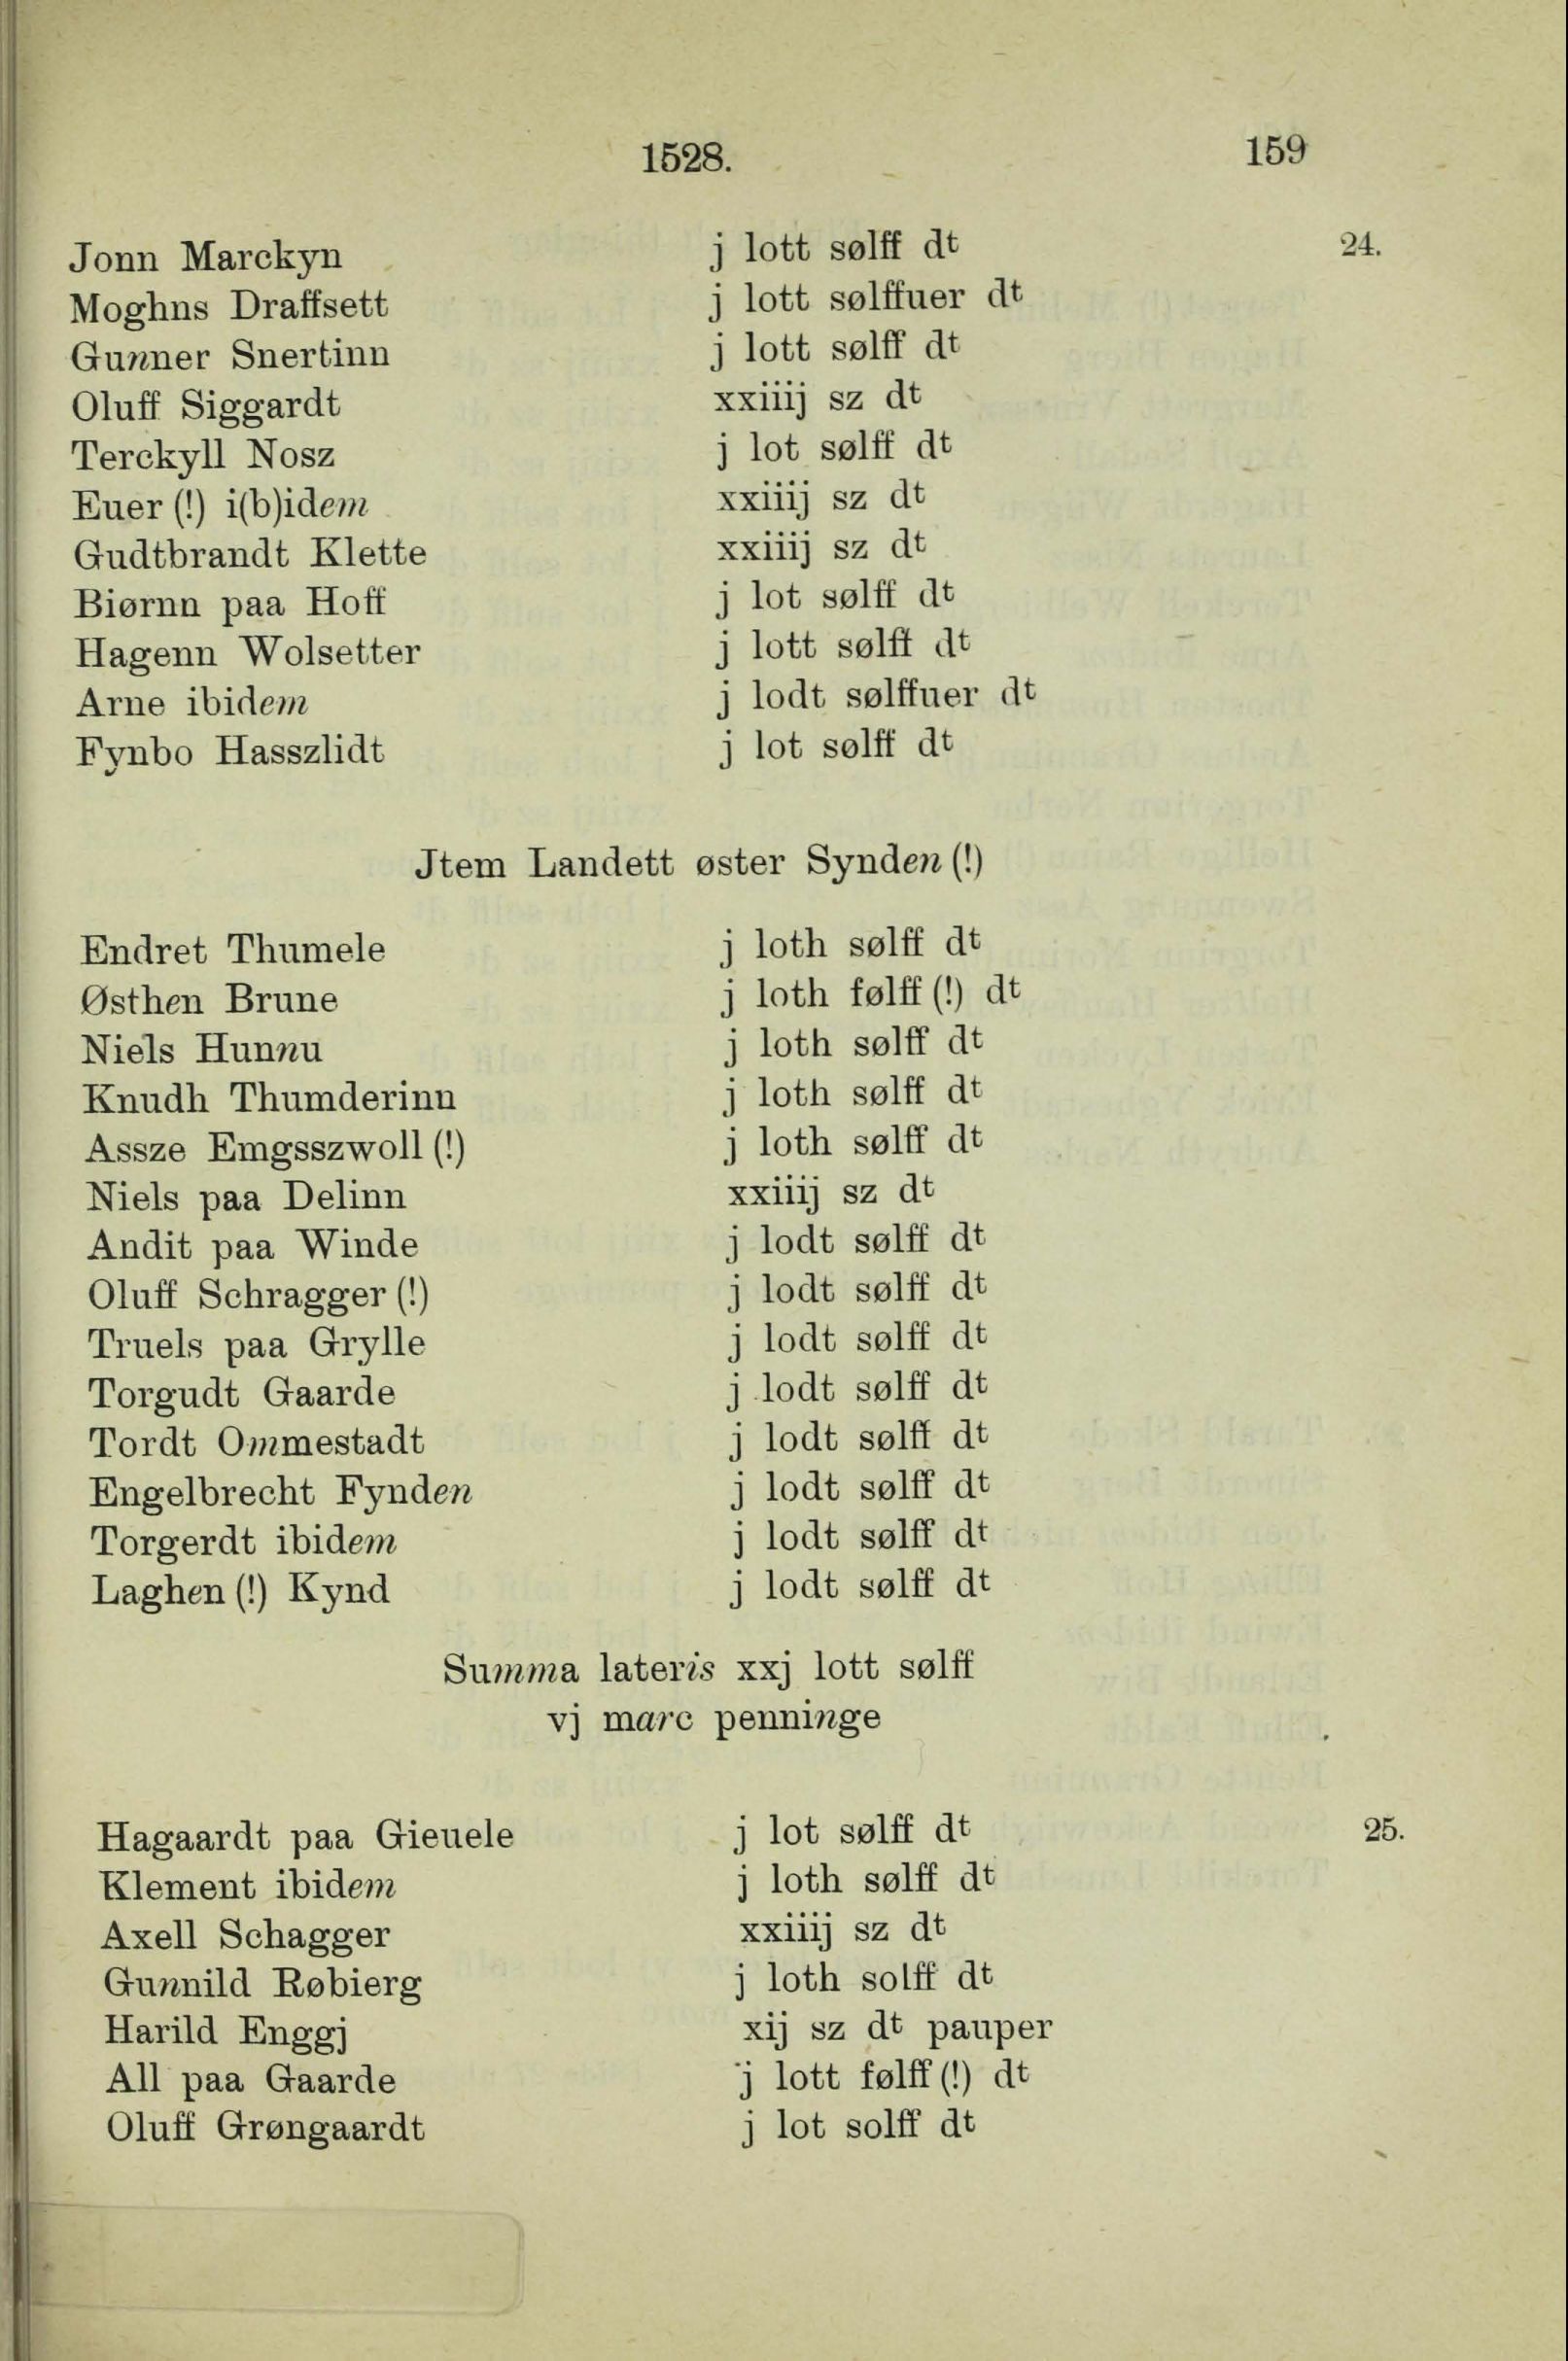 1528. 159
Jonn Marckyn j lott sølff dt 24.
Moghns Draffsett j lott sølffuer dt
Gunner Snertinn j lott sølff dt
Oluff Siggardt xxiiij sz dt
Terckyll Nosz j lot sølff dt
Euer (!) i(b)idem xxiiij sz dt
Gudtbrandt Klette xxiiij sz dt
Biørnn paa Hoff j lot sølff dt
Hagenn Wolsetter j lott sølff dt
Arne ibidem j lodt sølffuer dt
Fynbo Hasszlidt j lot sølff dt
Jtem Landett øster Synden (!)
Endret Thumele j loth sølff dt
Østhen Brune j loth følff (!) dt
Niels Hunnu j loth sølff dt
Knudh Thumderinn j loth sølff dt
Assze Emgsszwoll (!) j loth sølff dt
Niels paa Delinn xxiiij sz dt
Andit paa Winde j lodt sølff dt
Oluff Schragger (!) j lodt sølff dt
Truels paa Grylle j lodt sølff dt
Torgudt Gaarde j lodt sølff dt
Tordt Ommestadt j lodt sølff dt
Engelbrecht Fynden j lodt sølff dt
Torgerdt ibidem j lodt sølff dt
Laghen (!) Kynd j lodt sølff dt
Summa lateris xxj lott sølff
vj marc penninge
Hagaardt paa Gieuele j lot sølff dt 25.
Klement ibidem j loth sølff dt
Axell Schagger xxiiij sz dt
Gunnild Røbierg j loth solff dt
Harild Enggj xij sz dt pauper
All paa Gaarde j lott følff (!) dt
Oluff Grøngaardt j lot solff dt